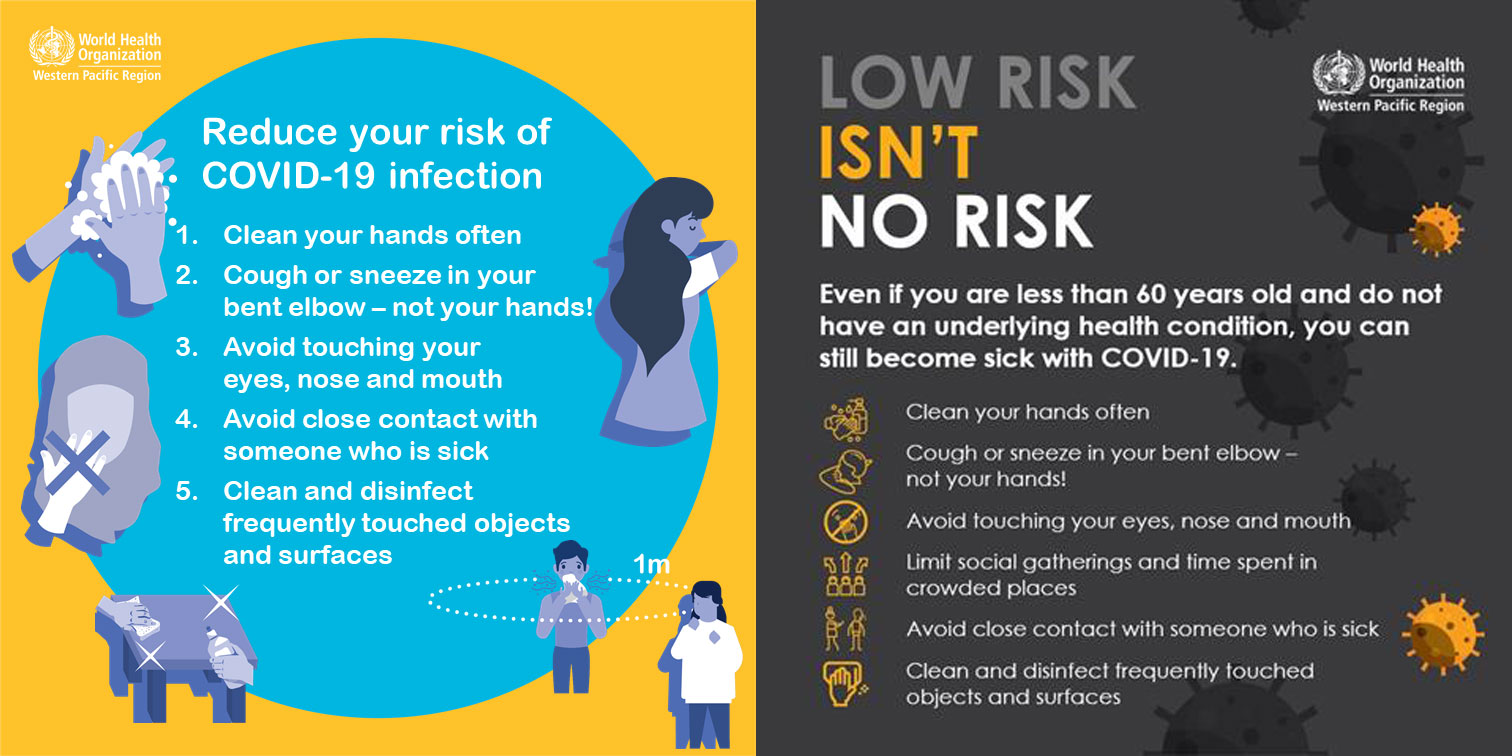 World Health
Organization
Western Pacific Region
Reduce your risk of
COVID-19 infection
1. Clean your hands often
2. Cough or sneeze in your
bent elbow – not your hands!
3. Avoid touching your
eyes, nose and mouth
4. Avoid close contact with
someone who is sick
5. Clean and disinfect
frequently touched objects
and surfaces
1m
LOW RISK
ISN'T
NO RISK
World Health
Organization
Western Pacific Region
Even if you are less than 60 years old and do not
have an underlying health condition, you can
still become sick with COVID-19.
Clean your hands often
Cough or sneeze in your bent elbow –
not your hands!
Avoid touching your eyes, nose and mouth
Limit social gatherings and time spent in
crowded places
Avoid close contact with someone who is sick
Clean and disinfect frequently touched
objects and surfaces